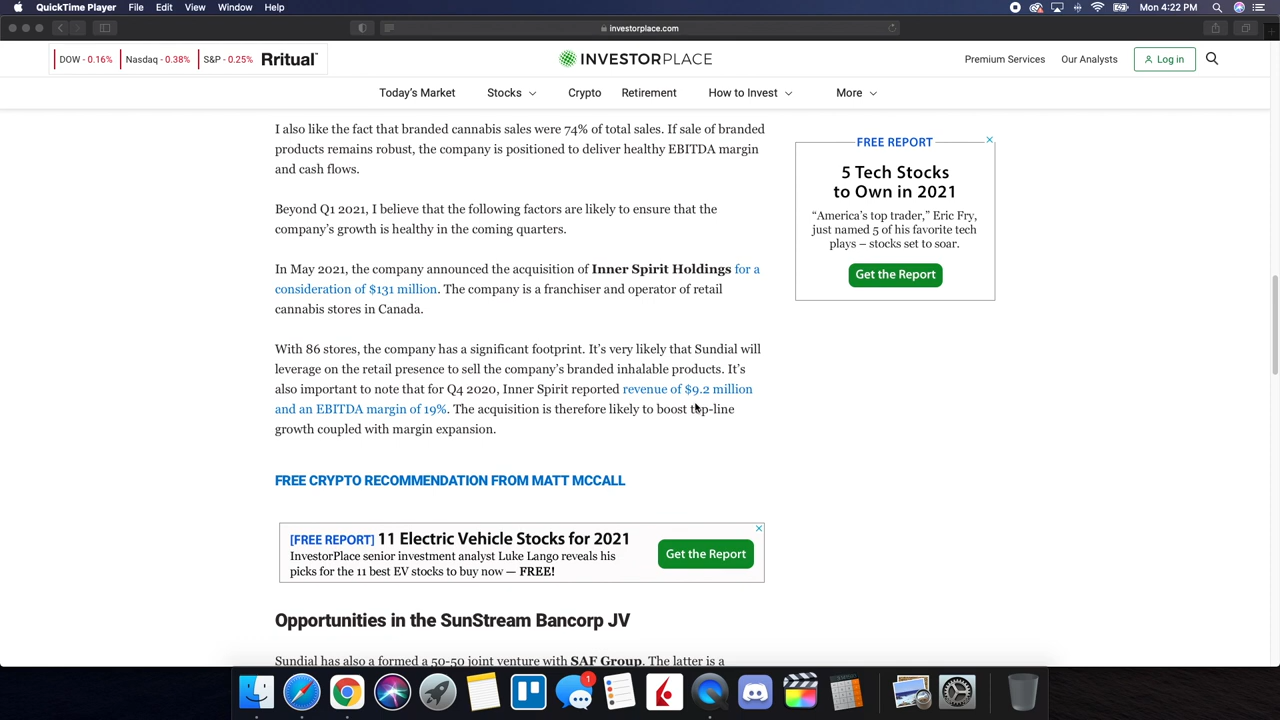 QuickTime Player File Edit View Window Help
Mon 4:22 PM
investorplace.com
DOW - 0.16% Nasdaq - 0.38% S&P - 0.25% Rritual
INVESTORPLACE
Premium Services Our Analysts Log in
Today's Market Stocks Crypto Retirement How to Invest More
I also like the fact that branded cannabis sales were 74% of total sales. If sale of branded
products remains robust, the company is positioned to deliver healthy EBITDA margin
and cash flows.
Beyond Q1 2021, I believe that the following factors are likely to ensure that the
company's growth is healthy in the coming quarters.
In May 2021, the company announced the acquisition of Inner Spirit Holdings for a
consideration of $131 million. The company is a franchiser and operator of retail
cannabis stores in Canada.
With 86 stores, the company has a significant footprint. It's very likely that Sundial will
leverage on the retail presence to sell the company's branded inhalable products. It's
also important to note that for Q4 2020, Inner Spirit reported revenue of $9.2 million
and an EBITDA margin of 19%. The acquisition is therefore likely to boost top-line
growth coupled with margin expansion.
FREE CRYPTO RECOMMENDATION FROM MATT MCCALL
[FREE REPORT] 11 Electric Vehicle Stocks for 2021
InvestorPlace senior investment analyst Luke Lango reveals his
picks for the 11 best EV stocks to buy now — FREE!
Get the Report
Opportunities in the SunStream Bancorp JV
Sundial has also a formed a 50-50 joint venture with SAF Group. The latter is a
FREE REPORT
5 Tech Stocks
to Own in 2021
“America's top trader,” Eric Fry,
just named 5 of his favorite tech
plays – stocks set to soar.
Get the Report
1